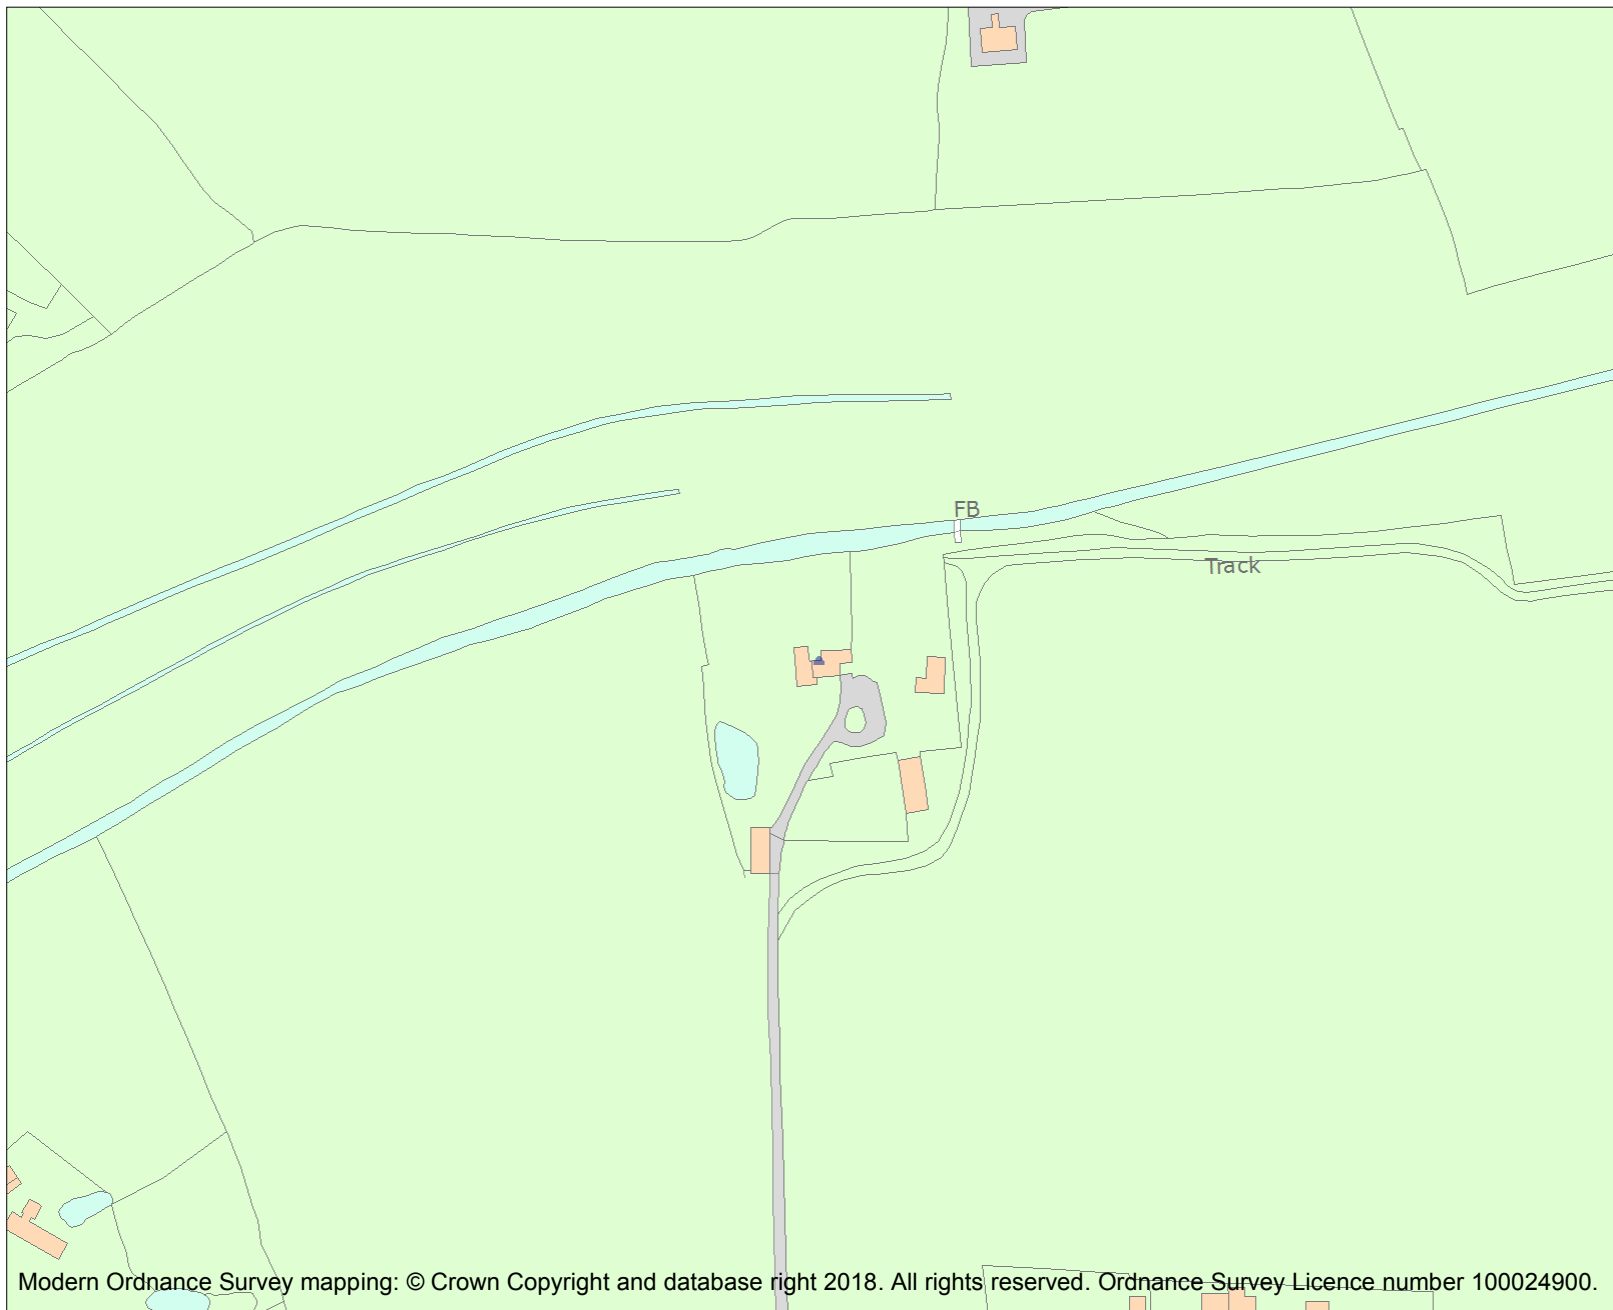 FB
Track
Modern Ordnance Survey mapping: © Crown Copyright and database right 2018. All rights reserved. Ordnance Survey Licence number 100024900.